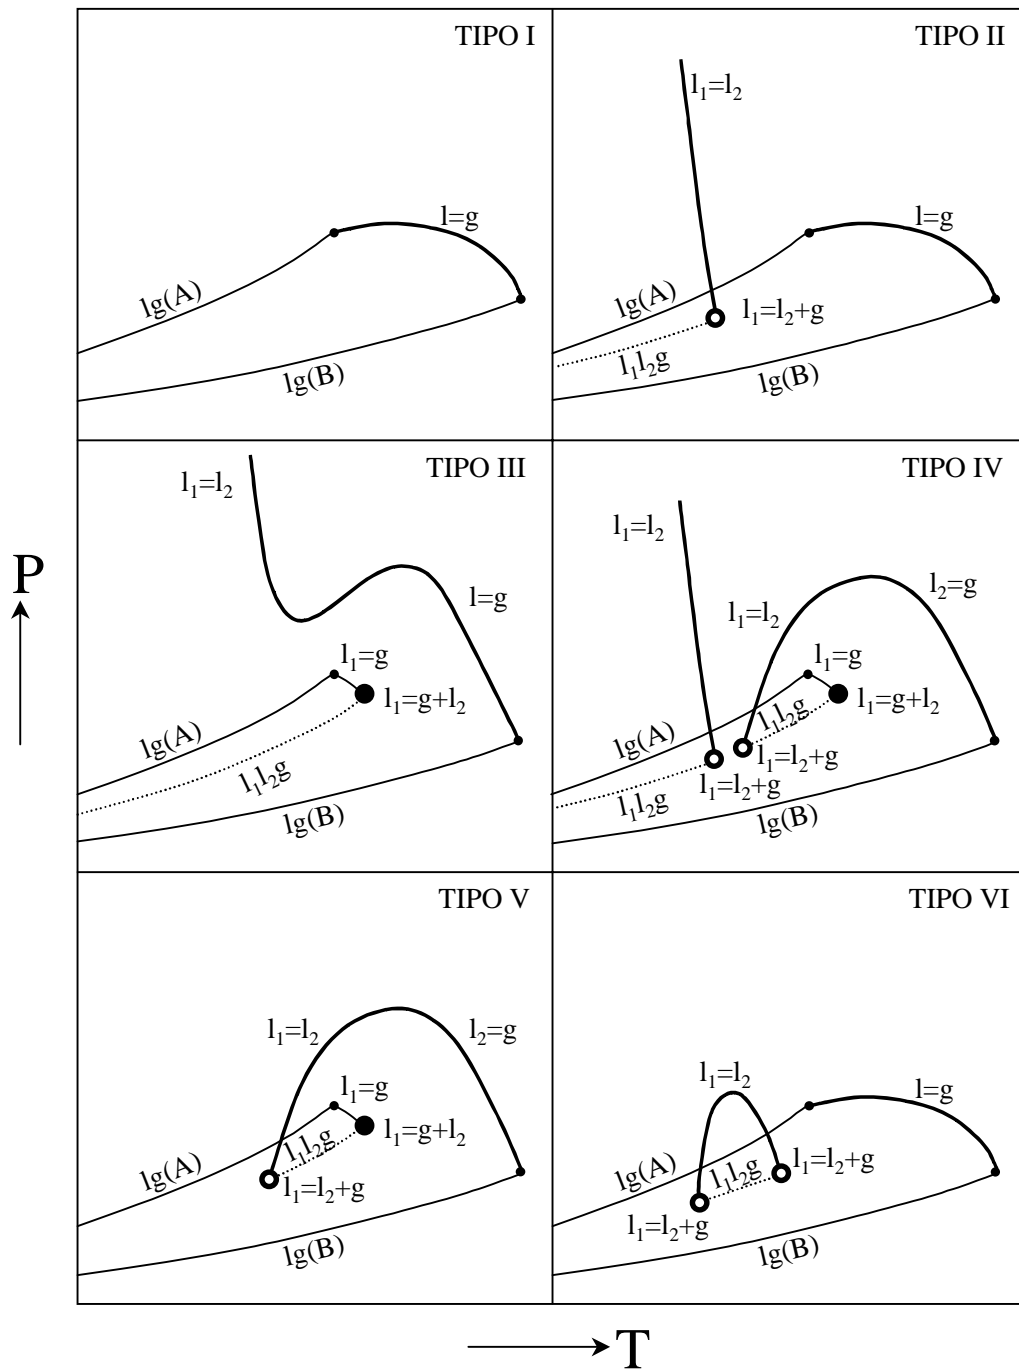 TIPO I
l=g
lg(A)
lg(B)
TIPO II
l₁=l₂
l=g
lg(A)
l₁=l₂+g
l₁l₂g
lg(B)
TIPO III
l₁=l₂
l=g
l₁=g
l₁=g+l₂
lg(A)
l₁l₂g
lg(B)
TIPO IV
l₁=l₂
l₂=g
l₁=l₂
l₁=g
l₁=g+l₂
l₁l₂g
lg(A)
l₁=l₂+g
l₁=l₂+g
l₁l₂g
lg(B)
P
TIPO V
l₁=l₂
l₂=g
l₁=g
l₁=g+l₂
l₁l₂g
lg(A)
l₁=l₂+g
lg(B)
TIPO VI
l₁=l₂
l=g
l₁=l₂+g
l₁l₂g
lg(A)
l₁=l₂+g
lg(B)
T